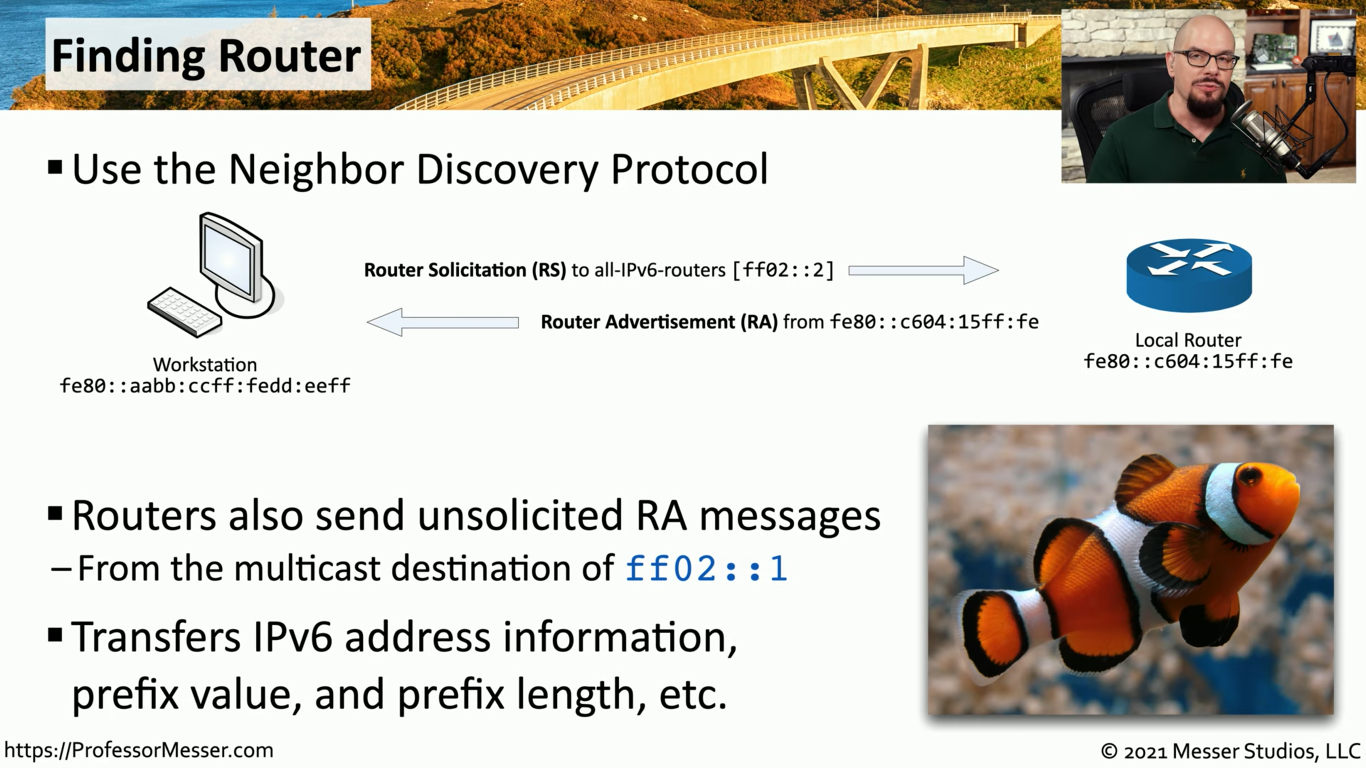 Finding Router
▪ Use the Neighbor Discovery Protocol
Router Solicitation (RS) to all-IPv6-routers [ff02::2]
Router Advertisement (RA) from fe80::c604:15ff:fe
Workstation
fe80::aabb:ccff:fedd:eeff
Local Router
fe80::c604:15ff:fe
▪ Routers also send unsolicited RA messages
– From the multicast destination of ff02::1
▪ Transfers IPv6 address information,
prefix value, and prefix length, etc.
https://ProfessorMesser.com
© 2021 Messer Studios, LLC